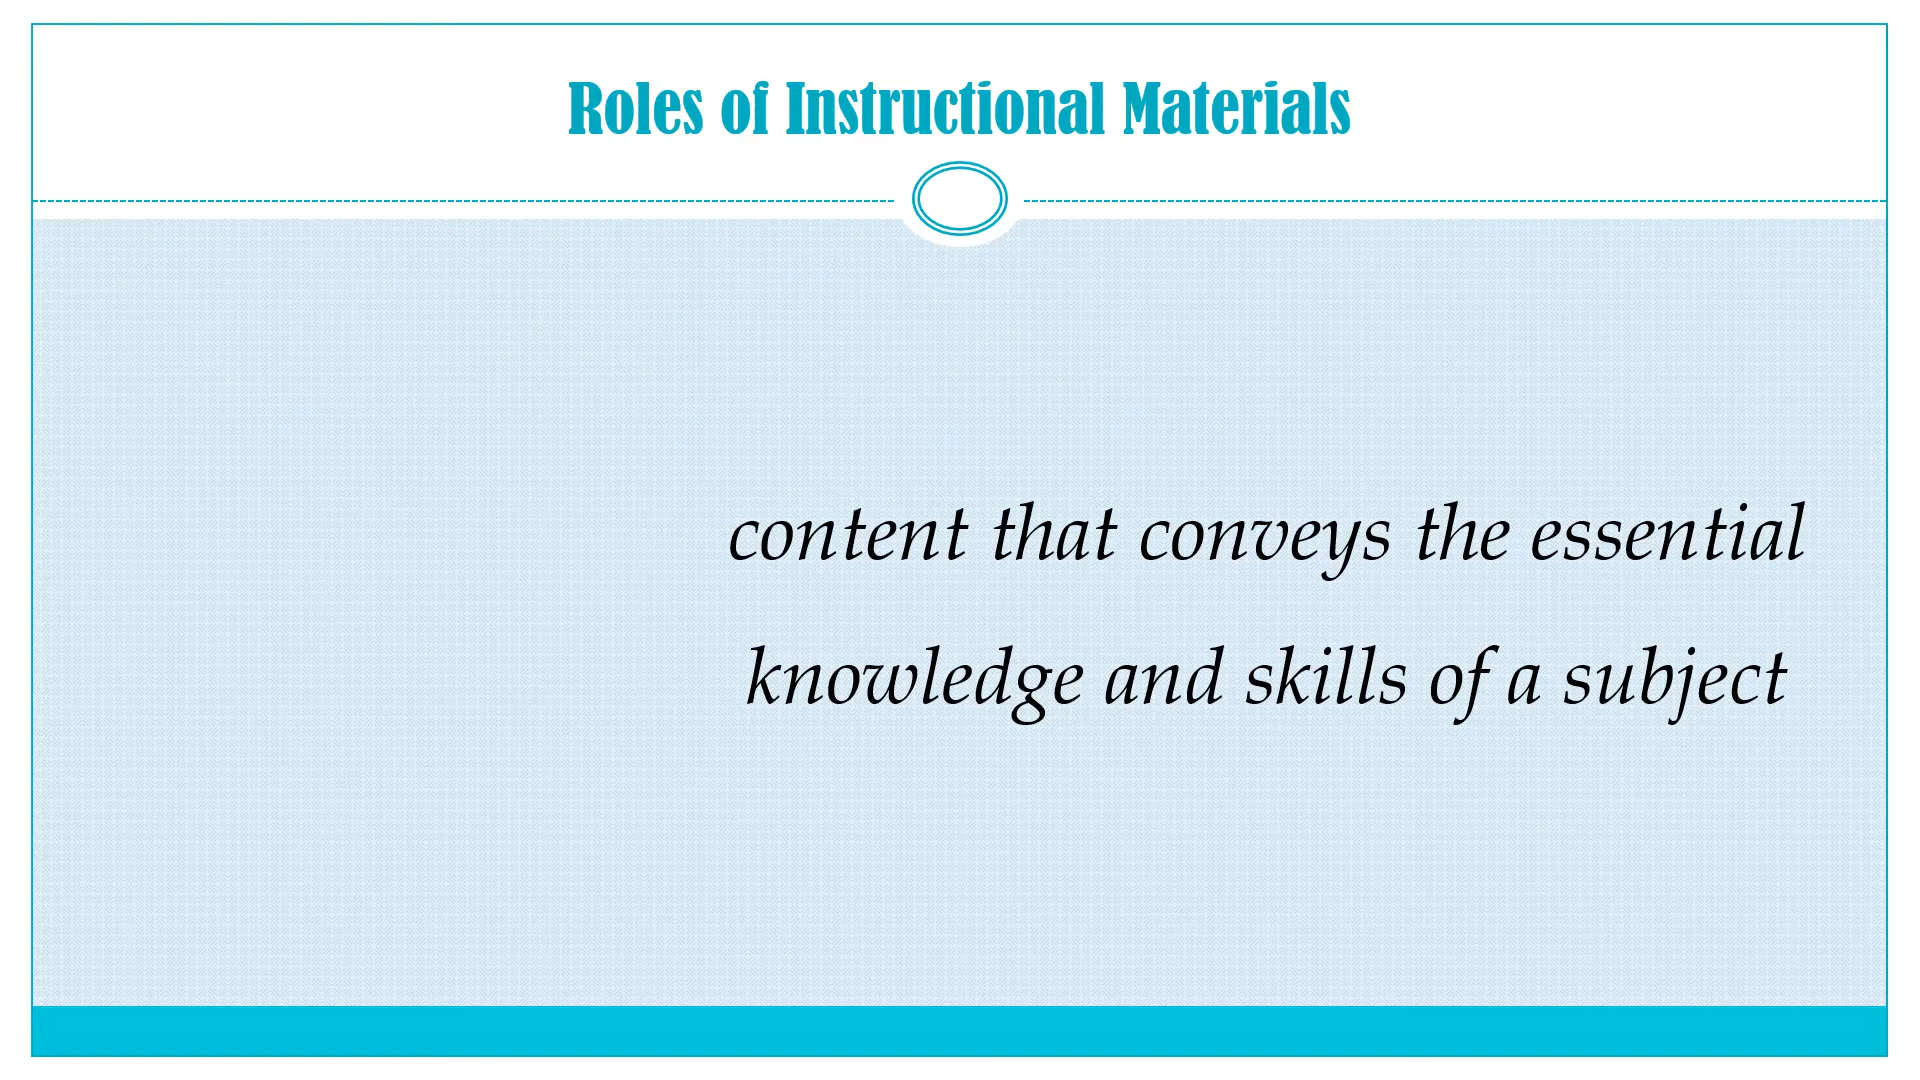 Roles of Instructional Materials
content that conveys the essential
knowledge and skills of a subject